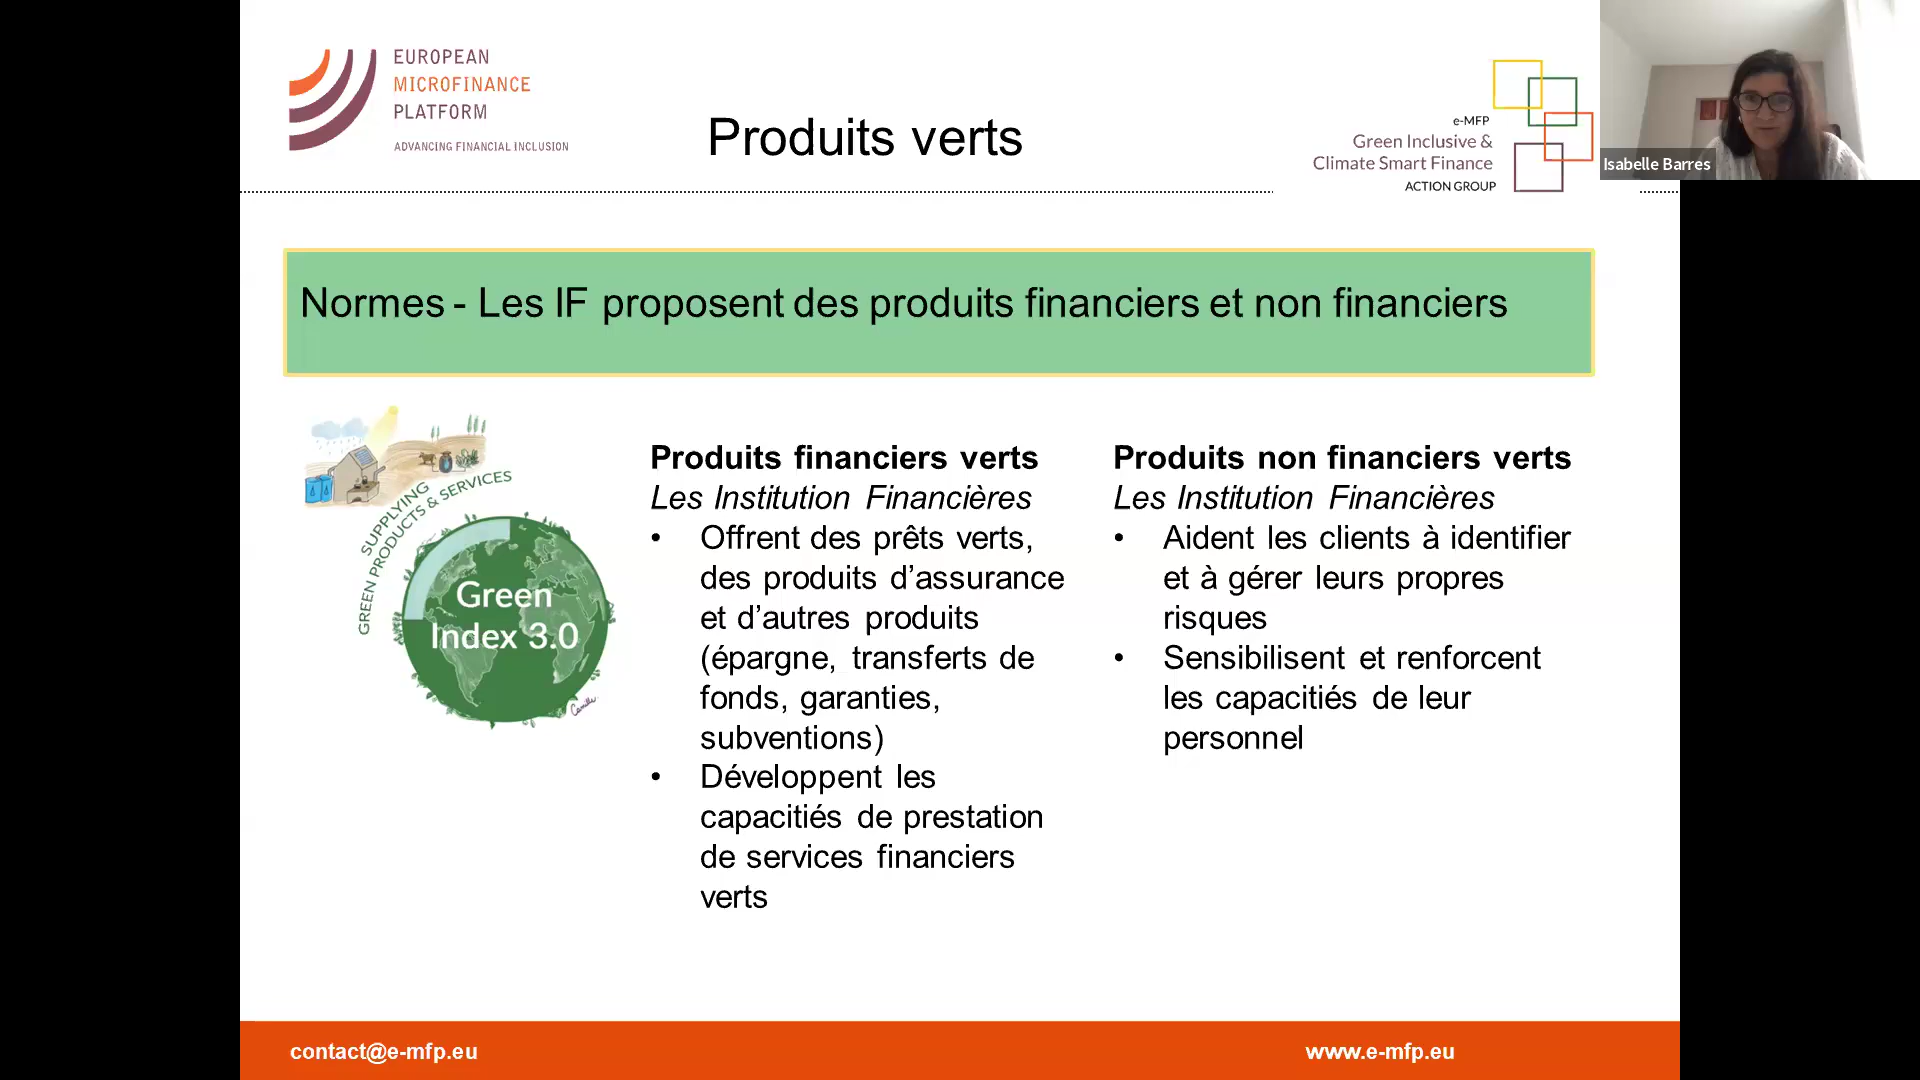 EUROPEAN
MICROFINANCE
PLATFORM
ADVANCING FINANCIAL INCLUSION
Produits verts
e-MFP
Green Inclusive &
Climate Smart Finance
ACTION GROUP
Isabelle Barres
Normes - Les IF proposent des produits financiers et non financiers
SUPPLYING
GREEN PRODUCTS & SERVICES
Green
Index 3.0
Camille
Produits financiers verts
Les Institution Financières
• Offrent des prêts verts,
des produits d’assurance
et d’autres produits
(épargne, transferts de
fonds, garanties,
subventions)
• Développent les
capacitiés de prestation
de services financiers
verts
Produits non financiers verts
Les Institution Financières
• Aident les clients à identifier
et à gérer leurs propres
risques
• Sensibilisent et renforcent
les capacitiés de leur
personnel
contact@e-mfp.eu
www.e-mfp.eu